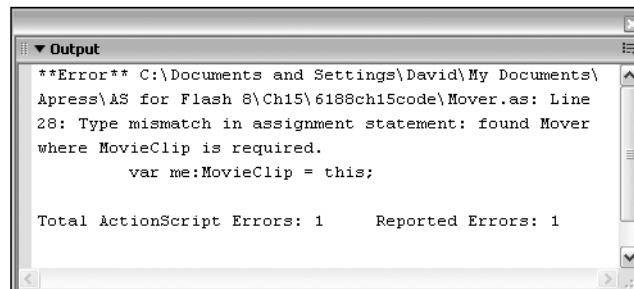 Output
**Error** C:\Documents and Settings\David\My Documents\
Apress\AS for Flash 8\Ch15\6188ch15code\Mover.as: Line
28: Type mismatch in assignment statement: found Mover
where MovieClip is required.
var me:MovieClip = this;
Total ActionScript Errors: 1 Reported Errors: 1